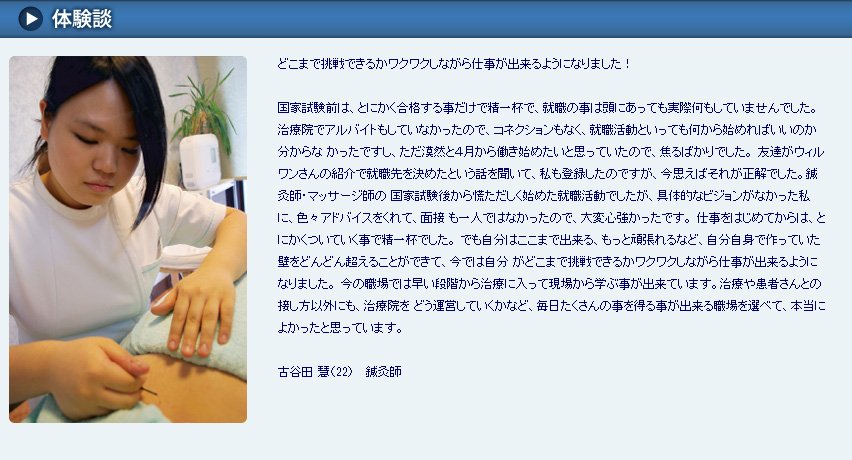 体験談
どこまで挑戦できるかワクワクしながら仕事が出来るようになりました！
国家試験前は、とにかく合格する事だけで精一杯で、就職の事は頭にあっても実際何もしていませんでした。
治療院でアルバイトもしていなかったので、コネクションもなく、就職活動といっても何から始めればいいのか
分からな かったですし、ただ漠然と４月から働き始めたいと思っていたので、焦るばかりでした。 友達がウィル
ワンさんの紹介で就職先を決めたという話を聞いて、私も登録したのですが、今思えばそれが正解でした。鍼
灸師・マッサージ師の 国家試験後から慌ただしく始めた就職活動でしたが、具体的なビジョンがなかった私
に、色々アドバイスをくれて、面接 も一人ではなかったので、大変心強かったです。 仕事をはじめてからは、と
にかくついていく事で精一杯でした。 でも自分はここまで出来る、もっと頑張れるなど、自分自身で作っていた
壁をどんどん超えることができて、今では自分 がどこまで挑戦できるかワクワクしながら仕事が出来るように
なりました。 今の職場では早い段階から治療に入って現場から学ぶ事が出来ています。治療や患者さんとの
接し方以外にも、治療院を どう運営していくかなど、毎日たくさんの事を得る事が出来る職場を選べて、本当に
よかったと思っています。
古谷田 慧（22） 鍼灸師